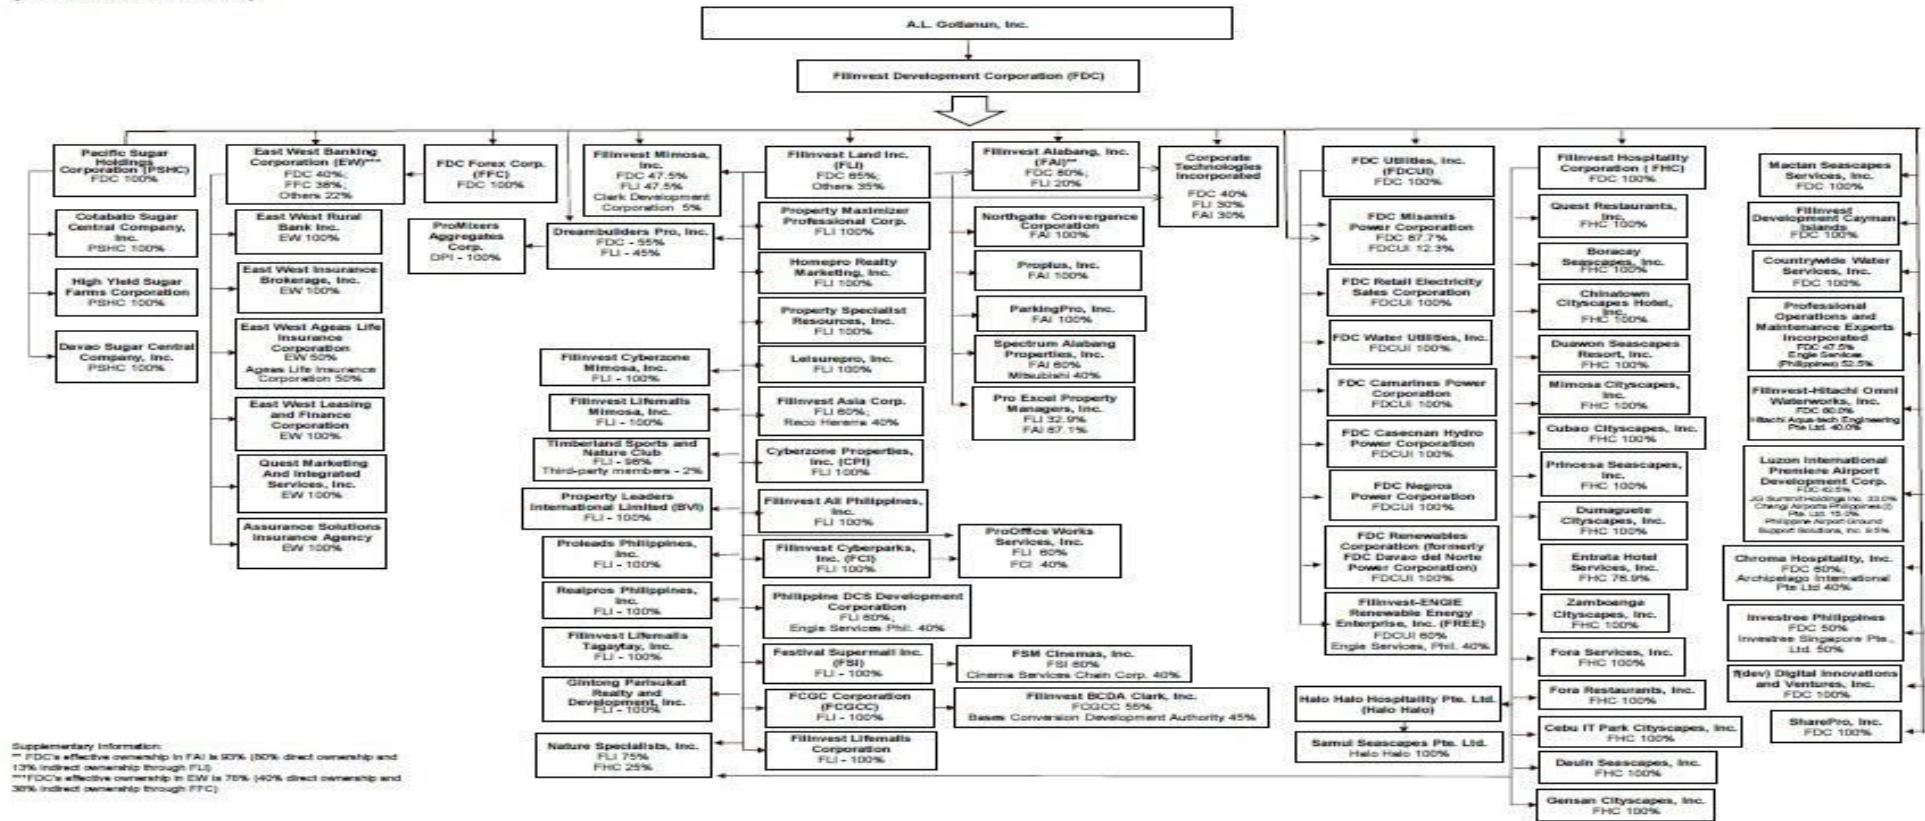 A.L. Gotianun, Inc.
Filinvest Development Corporation (FDC)
Pacific Sugar
Holdings
Corporation (PSHC)
FDC 100%
Cotabato Sugar
Central Company,
Inc.
PSHC 100%
High Yield Sugar
Farms Corporation
PSHC 100%
Davao Sugar Central
Company, Inc.
PSHC 100%
East West Banking
Corporation (EW)***
FDC 40%;
FFC 38%;
Others 22%
East West Rural
Bank Inc.
EW 100%
East West Insurance
Brokerage, Inc.
EW 100%
East West Ageas Life
Insurance
Corporation
EW 50%
Ageas Life Insurance
Corporation 50%
East West Leasing
and Finance
Corporation
EW 100%
Quest Marketing
And Integrated
Services, Inc.
EW 100%
Assurance Solutions
Insurance Agency
EW 100%
FDC Forex Corp.
(FFC)
FDC 100%
ProMixers
Aggregates
Corp.
DPI - 100%
Filinvest Mimosa,
Inc.
FDC 47.5%
FLI 47.5%
Clark Development
Corporation 5%
Dreambuilders Pro, Inc.
FDC - 55%
FLI - 45%
Filinvest Cyberzone
Mimosa, Inc.
FLI - 100%
Filinvest Lifemalls
Mimosa, Inc.
FLI - 100%
Timberland Sports and
Nature Club
FLI - 98%
Third-party members - 2%
Property Leaders
International Limited (BVI)
FLI - 100%
Proleads Philippines,
Inc.
FLI - 100%
Realpros Philippines,
Inc.
FLI - 100%
Filinvest Lifemalls
Tagaytay, Inc.
FLI - 100%
Gintong Parisukat
Realty and
Development, Inc.
FLI - 100%
Nature Specialists, Inc.
FLI 75%
FHC 25%
Filinvest Land Inc.
(FLI)
FDC 65%;
Others 35%
Property Maximizer
Professional Corp.
FLI 100%
Homepro Realty
Marketing, Inc.
FLI 100%
Property Specialist
Resources, Inc.
FLI 100%
Leisurepro, Inc.
FLI 100%
Filinvest Asia Corp.
FLI 60%;
Reco Herrera 40%
Cyberzone Properties,
Inc. (CPI)
FLI 100%
Filinvest All Philippines,
Inc.
FLI 100%
Filinvest Cyberparks,
Inc. (FCI)
FLI 100%
Philippine DCS Development
Corporation
FLI 60%;
Engie Services Phil. 40%
Festival Supermall Inc.
(FSI)
FLI - 100%
FCGC Corporation
(FCGCC)
FLI - 100%
Filinvest Lifemalls
Corporation
FLI - 100%
Filinvest Alabang, Inc.
(FAI)**
FDC 80%;
FLI 20%
Northgate Convergence
Corporation
FAI 100%
Proplus, Inc.
FAI 100%
ParkingPro, Inc.
FAI 100%
Spectrum Alabang
Properties, Inc.
FAI 60%
Mitsubishi 40%
Pro Excel Property
Managers, Inc.
FLI 32.9%
FAI 67.1%
ProOffice Works
Services, Inc.
FLI 60%
FCI 40%
FSM Cinemas, Inc.
FSI 60%
Cinema Services Chain Corp. 40%
Filinvest BCDA Clark, Inc.
FCGCC 55%
Bases Conversion Development Authority 45%
Corporate
Technologies
Incorporated
FDC 40%
FLI 30%
FAI 30%
FDC Utilities, Inc.
(FDCUI)
FDC 100%
FDC Misamis
Power Corporation
FDC 87.7%
FDCUI 12.3%
FDC Retail Electricity
Sales Corporation
FDCUI 100%
FDC Water Utilities, Inc.
FDCUI 100%
FDC Camarines Power
Corporation
FDCUI 100%
FDC Casecnan Hydro
Power Corporation
FDCUI 100%
FDC Negros
Power Corporation
FDCUI 100%
FDC Renewables
Corporation (formerly
FDC Davao del Norte
Power Corporation)
FDCUI 100%
Filinvest-ENGIE
Renewable Energy
Enterprise, Inc. (FREE)
FDCUI 60%
Engie Services, Phil. 40%
Halo Halo Hospitality Pte. Ltd.
(Halo Halo)
Samui Seascapes Pte. Ltd.
Halo Halo 100%
Filinvest Hospitality
Corporation ( FHC)
FDC 100%
Quest Restaurants,
Inc.
FHC 100%
Boracay
Seascapes, Inc.
FHC 100%
Chinatown
Cityscapes Hotel,
Inc.
FHC 100%
Duawon Seascapes
Resort, Inc.
FHC 100%
Mimosa Cityscapes,
Inc.
FHC 100%
Cubao Cityscapes, Inc.
FHC 100%
Princesa Seascapes,
Inc.
FHC 100%
Dumaguete
Cityscapes, Inc.
FHC 100%
Entrata Hotel
Services, Inc.
FHC 76.9%
Zamboanga
Cityscapes, Inc.
FHC 100%
Fora Services, Inc.
FHC 100%
Fora Restaurants, Inc.
FHC 100%
Cebu IT Park Cityscapes, Inc.
FHC 100%
Dauin Seascapes, Inc.
FHC 100%
Gensan Cityscapes, Inc.
FHC 100%
Mactan Seascapes
Services, Inc.
FDC 100%
Filinvest
Development Cayman
Islands
FDC 100%
Countrywide Water
Services, Inc.
FDC 100%
Professional
Operations and
Maintenance Experts
Incorporated
FDC 47.5%
Engie Services
(Philippines) 52.5%
Filinvest-Hitachi Omni
Waterworks, Inc.
FDC 60.0%
Hitachi Aqua-tech Engineering
Pte Ltd. 40.0%
Luzon International
Premiere Airport
Development Corp.
FDC 42.5%
JG Summit Holdings Inc. 33.0%
Changi Airports Philippines (I)
Pte. Ltd. 15.0%
Philippine Airport Ground
Support Solutions, Inc. 9.5%
Chroma Hospitality, Inc.
FDC 60%;
Archipelago International
Pte Ltd 40%
Investree Philippines
FDC 50%
Investree Singapore Pte.,
Ltd. 50%
f(dev) Digital Innovations
and Ventures, Inc.
FDC 100%
SharePro, Inc.
FDC 100%
Supplementary Information:
** FDC's effective ownership in FAI is 93% (80% direct ownership and
13% indirect ownership through FLI)
***FDC's effective ownership in EW is 78% (40% direct ownership and
38% indirect ownership through FFC)